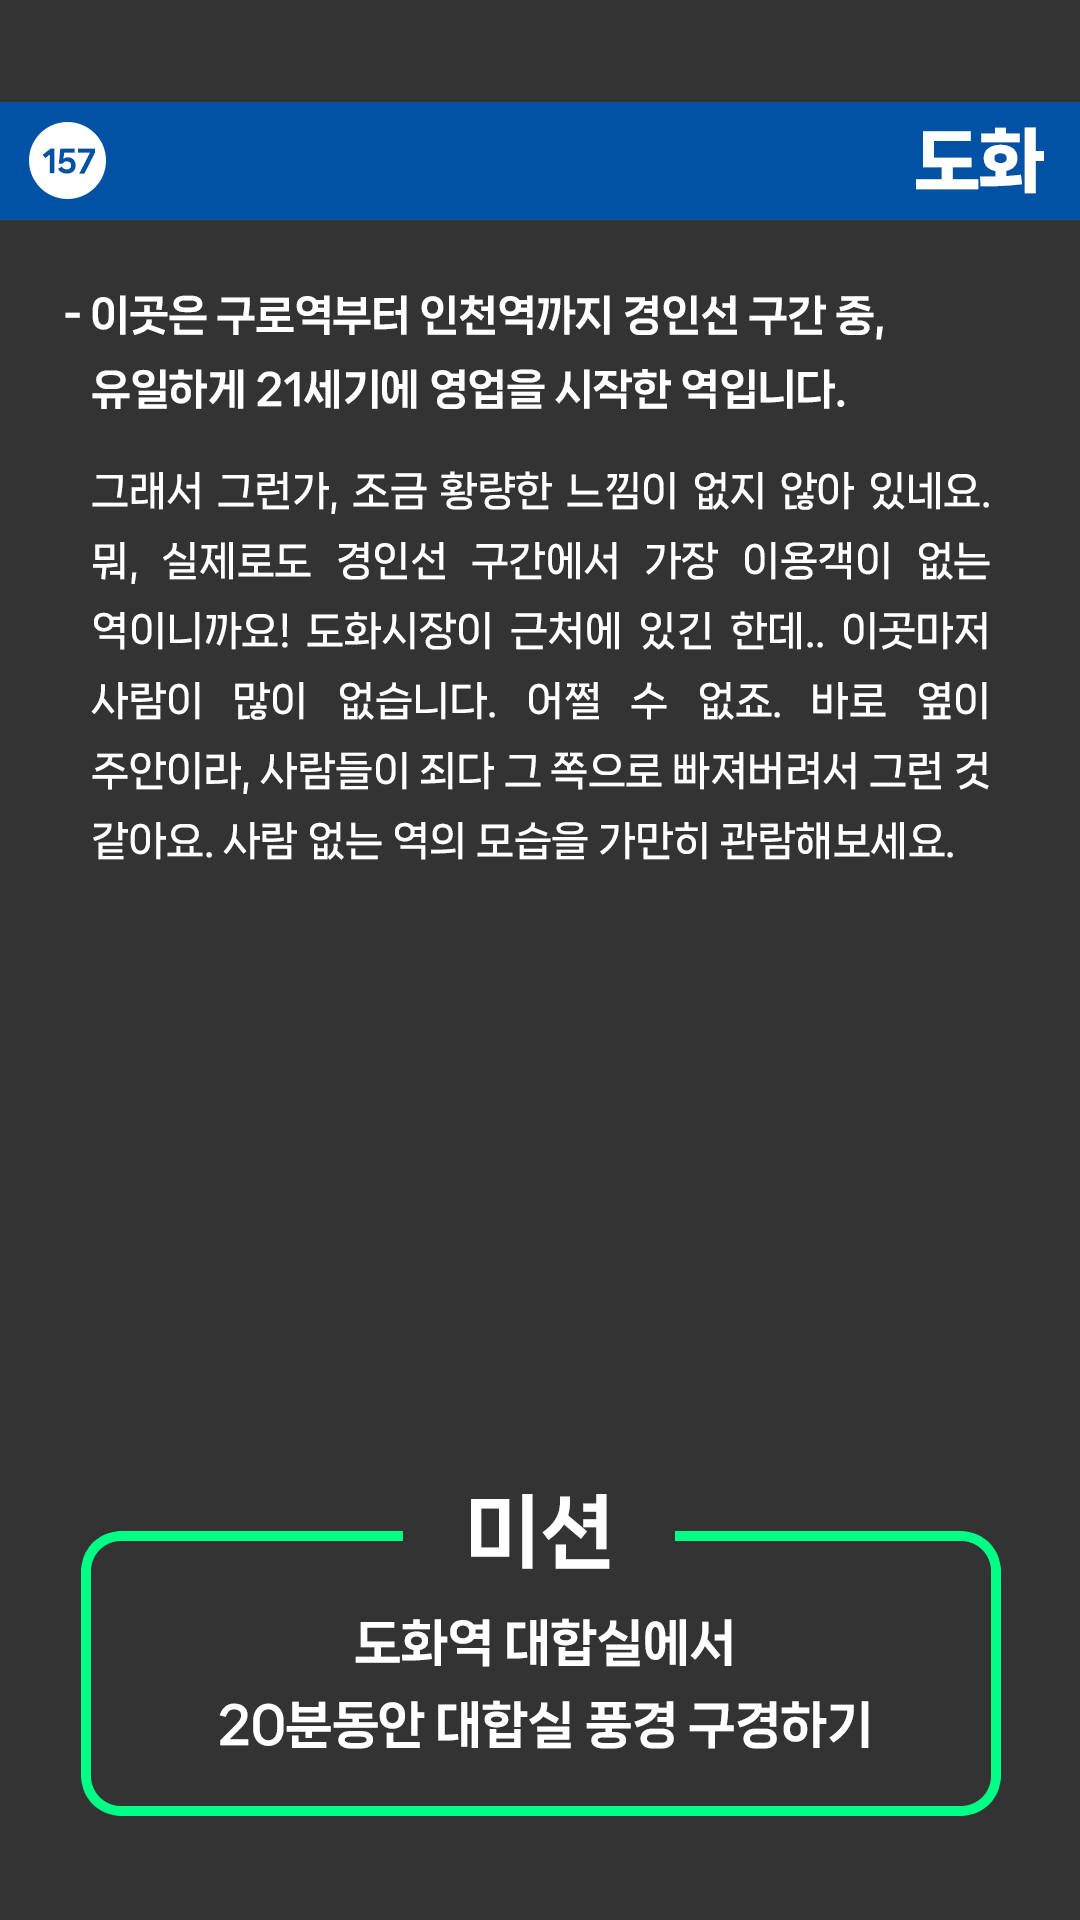 157
도화
- 이곳은 구로역부터 인천역까지 경인선 구간 중,
유일하게 21세기에 영업을 시작한 역입니다.
그래서 그런가, 조금 황량한 느낌이 없지 않아 있네요.
뭐, 실제로도 경인선 구간에서 가장 이용객이 없는
역이니까요! 도화시장이 근처에 있긴 한데.. 이곳마저
사람이 많이 없습니다. 어쩔 수 없죠. 바로 옆이
주안이라, 사람들이 죄다 그 쪽으로 빠져버려서 그런 것
같아요. 사람 없는 역의 모습을 가만히 관람해보세요.
미션
도화역 대합실에서
20분동안 대합실 풍경 구경하기